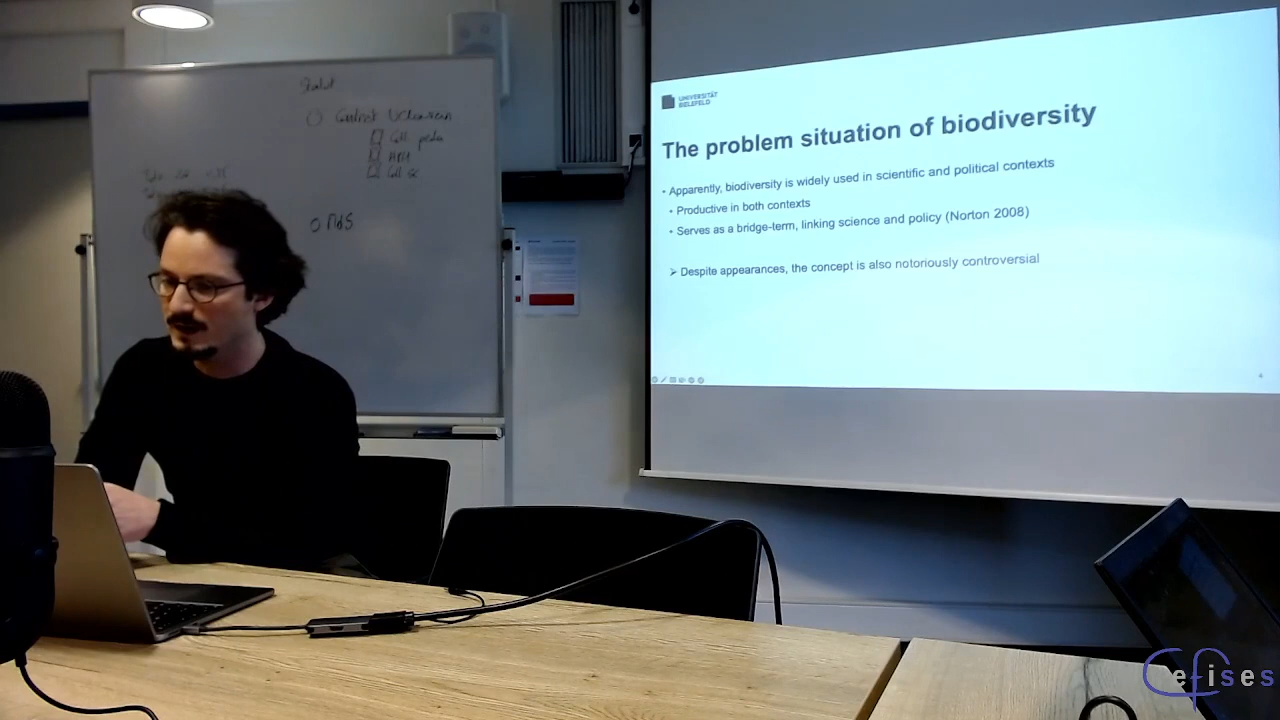 UNIVERSITÄT
BIELEFELD
The problem situation of biodiversity
• Apparently, biodiversity is widely used in scientific and political contexts
• Productive in both contexts
• Serves as a bridge-term, linking science and policy (Norton 2008)
➤ Despite appearances, the concept is also notoriously controversial
MdS
Cefises